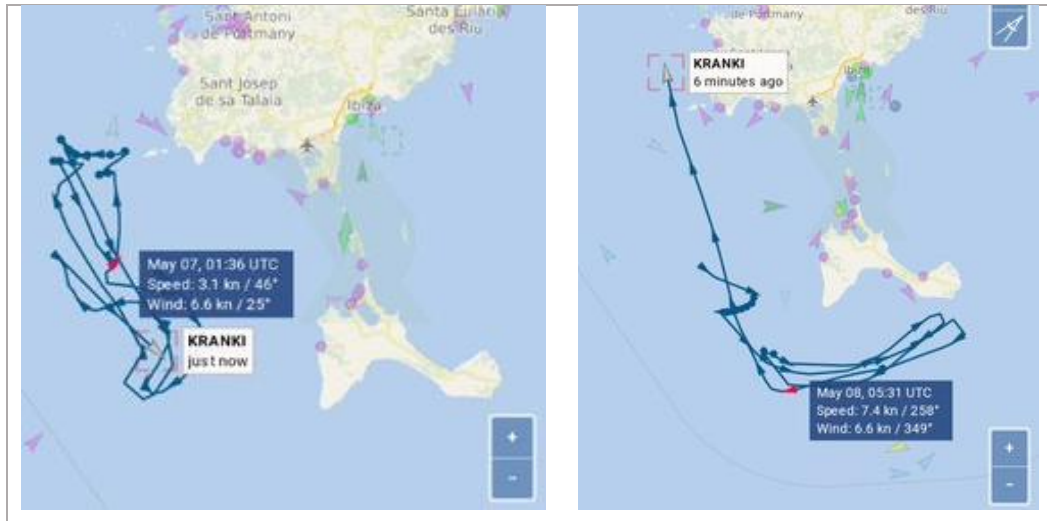 Sant Antoni
de Portmany
Santa Eulària
des Riu
Sant Josep
de sa Talaia
Ibiza
May 07, 01:36 UTC
Speed: 3.1 kn / 46°
Wind: 6.6 kn / 25°
KRANKI
just now
+
−
de Portmany
des Riu
KRANKI
6 minutes ago
Ibiza
May 08, 05:31 UTC
Speed: 7.4 kn / 258°
Wind: 6.6 kn / 349°
+
−